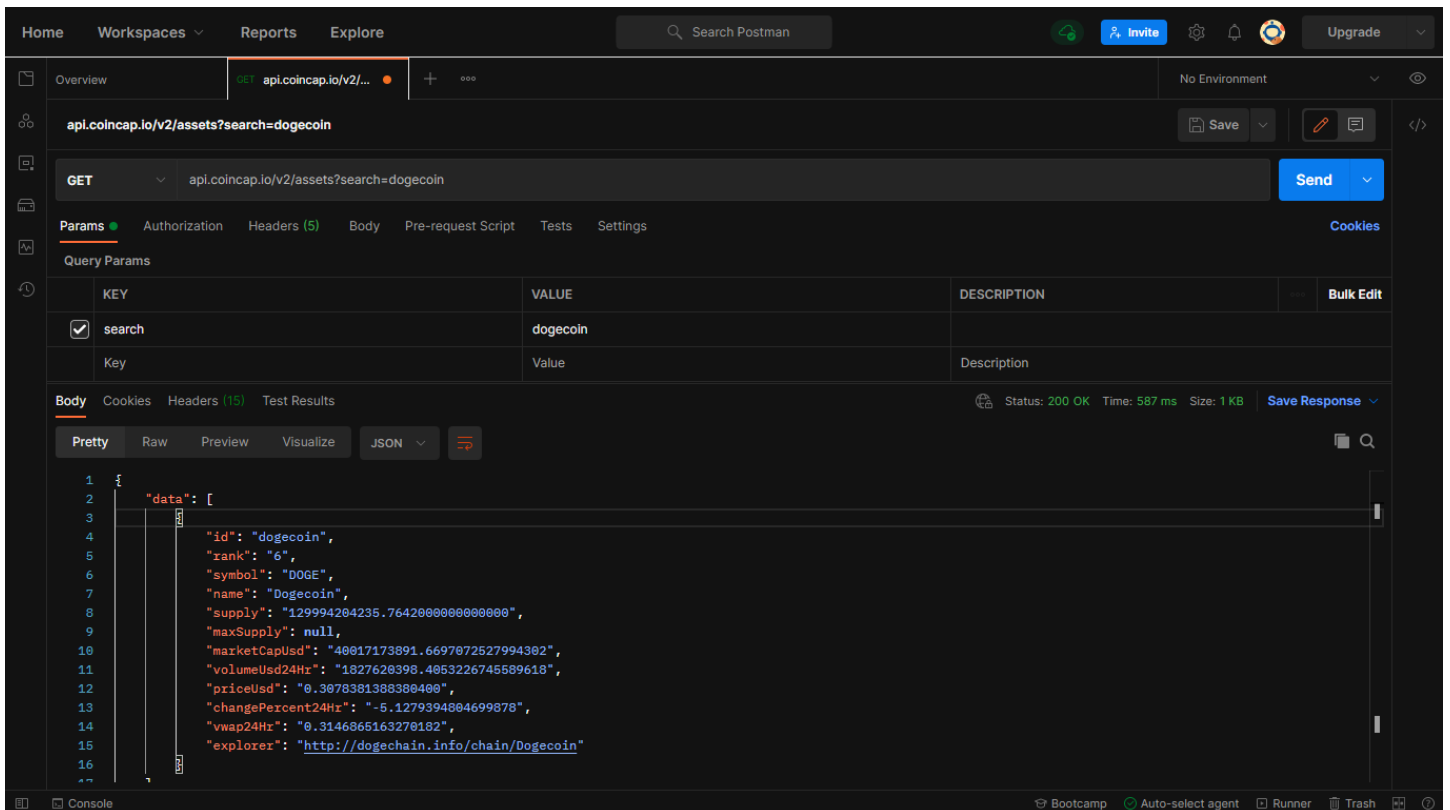 Home Workspaces Reports Explore Search Postman Invite Upgrade
Overview GET api.coincap.io/v2/... No Environment
api.coincap.io/v2/assets?search=dogecoin Save
GET api.coincap.io/v2/assets?search=dogecoin Send
Params Authorization Headers (5) Body Pre-request Script Tests Settings Cookies
Query Params
KEY VALUE DESCRIPTION Bulk Edit
search dogecoin
Key Value Description
Body Cookies Headers (15) Test Results Status: 200 OK Time: 587 ms Size: 1 KB Save Response
Pretty Raw Preview Visualize JSON
1 {
2 "data": [
3 {
4 "id": "dogecoin",
5 "rank": "6",
6 "symbol": "DOGE",
7 "name": "Dogecoin",
8 "supply": "129994204235.7642000000000000",
9 "maxSupply": null,
10 "marketCapUsd": "40017173891.6697072527994302",
11 "volumeUsd24Hr": "1827620398.4053226745589618",
12 "priceUsd": "0.3078381388380400",
13 "changePercent24Hr": "-5.1279394804699878",
14 "vwap24Hr": "0.3146865163270182",
15 "explorer": "http://dogechain.info/chain/Dogecoin"
16 }
Console Bootcamp Auto-select agent Runner Trash